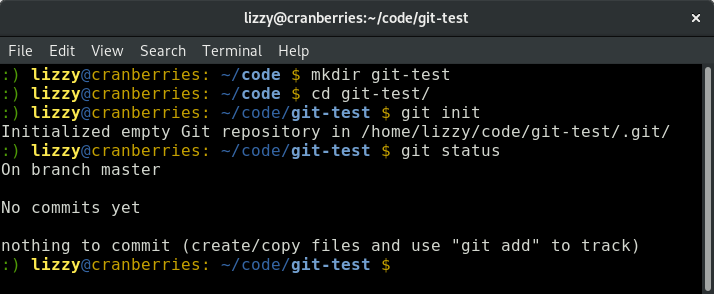 lizzy@cranberries:~/code/git-test
File Edit View Search Terminal Help
:) lizzy@cranberries: ~/code $ mkdir git-test
:) lizzy@cranberries: ~/code $ cd git-test/
:) lizzy@cranberries: ~/code/git-test $ git init
Initialized empty Git repository in /home/lizzy/code/git-test/.git/
:) lizzy@cranberries: ~/code/git-test $ git status
On branch master
No commits yet
nothing to commit (create/copy files and use "git add" to track)
:) lizzy@cranberries: ~/code/git-test $